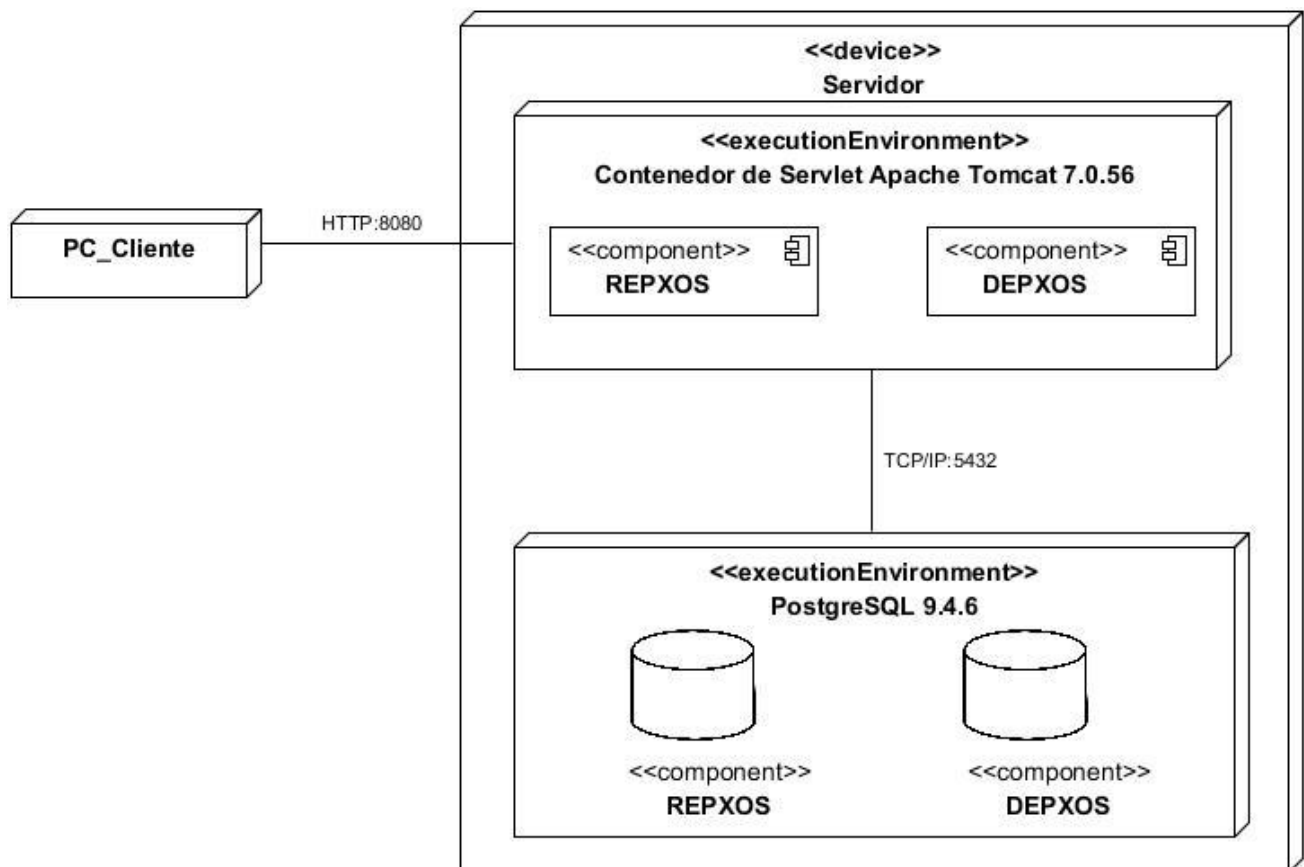 <<device>>
Servidor
<<executionEnvironment>>
Contenedor de Servlet Apache Tomcat 7.0.56
HTTP:8080
PC_Cliente
<<component>>
REPXOS
<<component>>
DEPXOS
TCP/IP:5432
<<executionEnvironment>>
PostgreSQL 9.4.6
<<component>>
REPXOS
<<component>>
DEPXOS